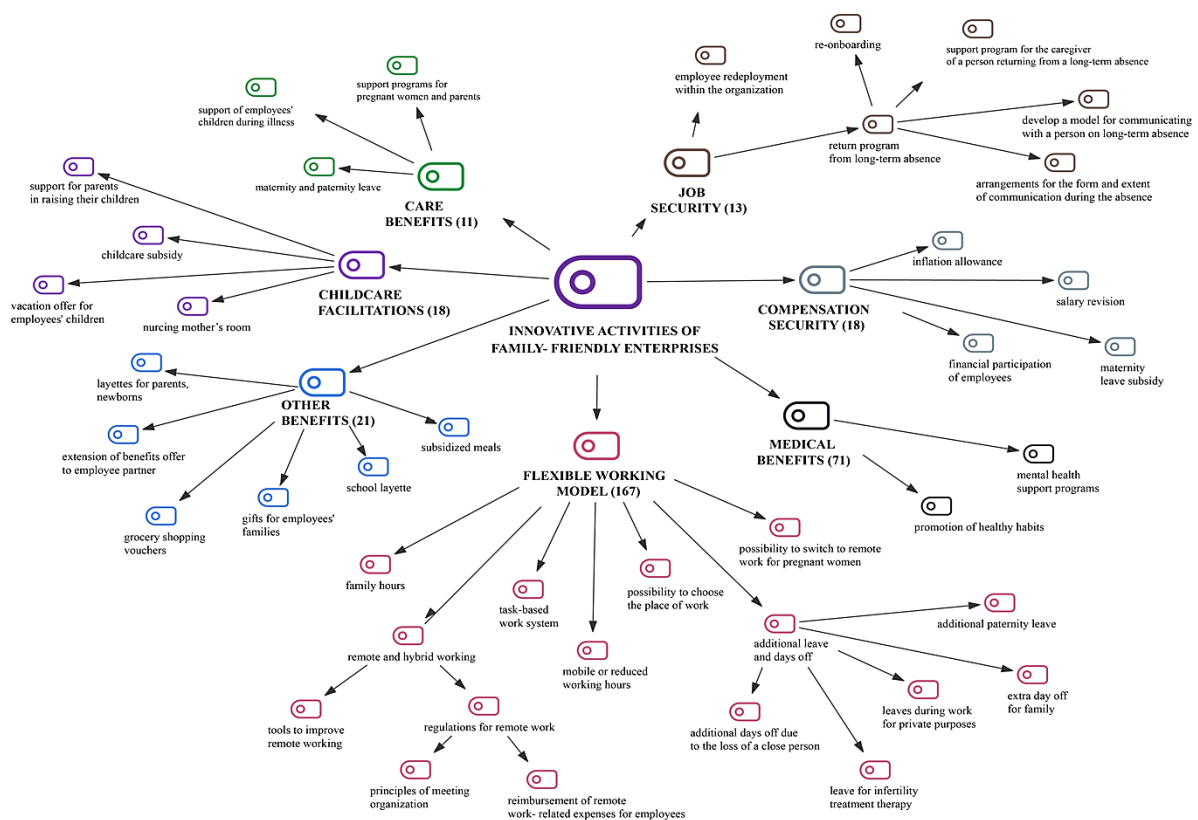 re-onboarding
support program for the caregiver
of a person returning from a long-term absence
employee redeployment
within the organization
support programs for
pregnant women and parents
support of employees'
children during illness
develop a model for communicating
with a person on long-term absence
return program
from long-term absence
arrangements for the form and extent
of communication during the absence
maternity and paternity leave
support for parents
in raising their children
CARE
BENEFITS (11)
JOB
SECURITY (13)
childcare subsidy
inflation allowance
vacation offer for
employees' children
nurcing mother's room
CHILDCARE
FACILITATIONS (18)
COMPENSATION
SECURITY (18)
salary revision
INNOVATIVE ACTIVITIES OF
FAMILY- FRIENDLY ENTERPRISES
financial participation
of employees
maternity
leave subsidy
layettes for parents,
newborns
OTHER
BENEFITS (21)
subsidized meals
extension of benefits offer
to employee partner
school layette
gifts for employees'
families
grocery shopping
vouchers
MEDICAL
BENEFITS (71)
mental health
support programs
promotion of healthy habits
FLEXIBLE WORKING
MODEL (167)
family hours
task-based
work system
possibility to choose
the place of work
possibility to switch to remote
work for pregnant women
remote and hybrid working
mobile or reduced
working hours
additional leave
and days off
additional paternity leave
extra day off
for family
leaves during work
for private purposes
tools to improve
remote working
regulations for remote work
additional days off due
to the loss of a close person
principles of meeting
organization
reimbursement of remote
work- related expenses for employees
leave for infertility
treatment therapy